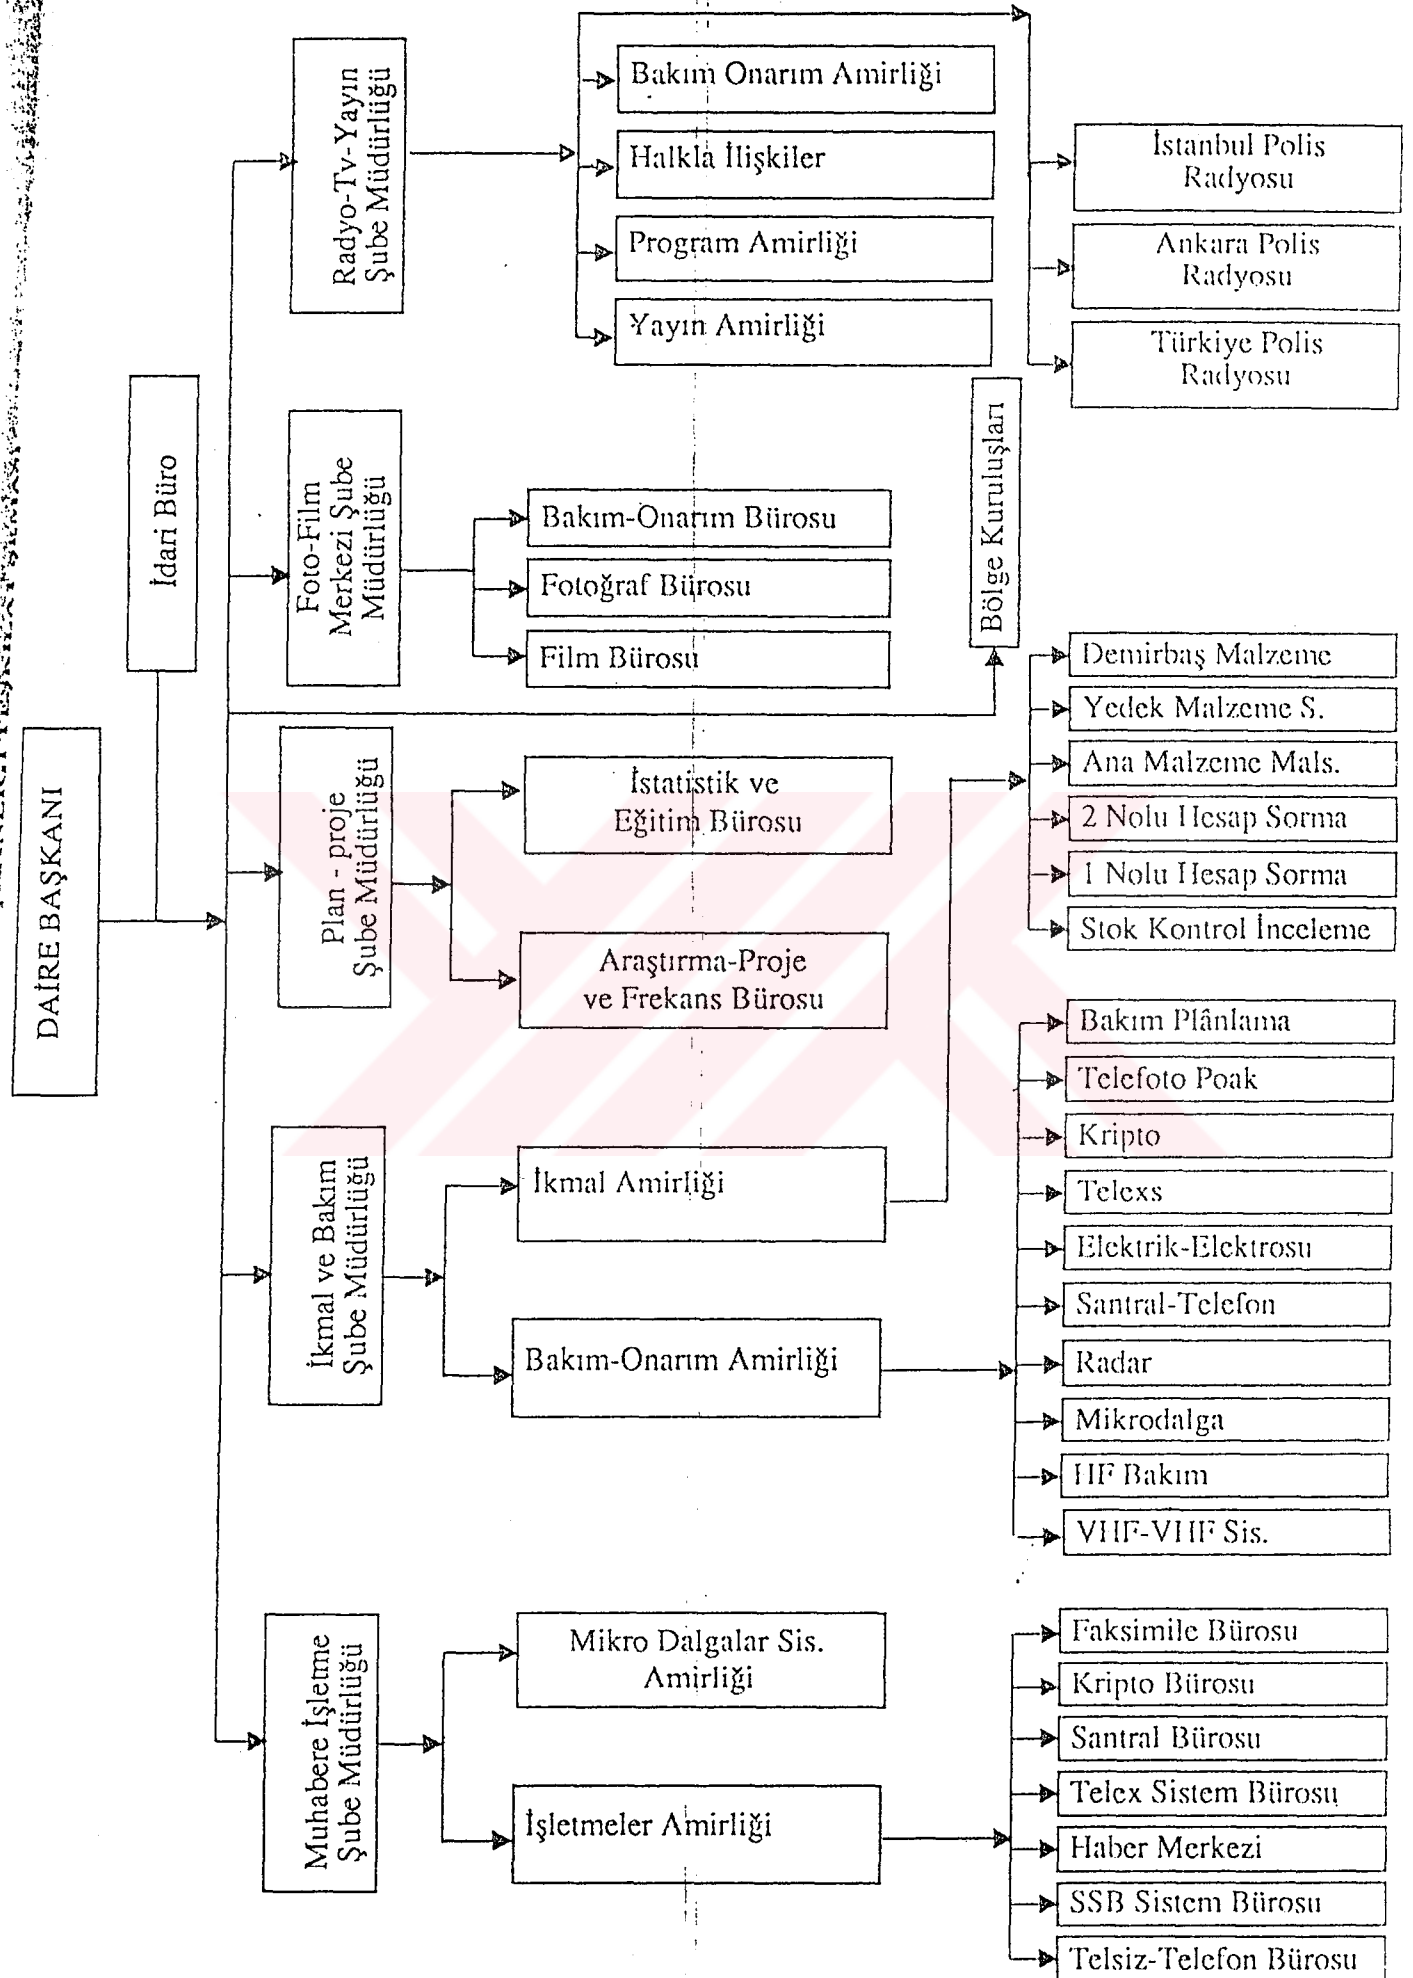 DAİRE BAŞKANI
İdari Büro
Radyo-Tv-Yayın
Şube Müdürlüğü
Bakım Onarım Amirliği
Halkla İlişkiler
Program Amirliği
Yayın Amirliği
İstanbul Polis
Radyosu
Ankara Polis
Radyosu
Türkiye Polis
Radyosu
Foto-Film
Merkezi Şube
Müdürlüğü
Bakım-Onarım Bürosu
Fotoğraf Bürosu
Film Bürosu
Bölge Kuruluşları
Plan - proje
Şube Müdürlüğü
İstatistik ve
Eğitim Bürosu
Araştırma-Proje
ve Frekans Bürosu
İkmal ve Bakım
Şube Müdürlüğü
İkmal Amirliği
Demirbaş Malzeme
Yedek Malzeme S.
Ana Malzeme Mals.
2 Nolu Hesap Sorma
1 Nolu Hesap Sorma
Stok Kontrol İnceleme
Bakım-Onarım Amirliği
Bakım Plânlama
Telefoto Poak
Kripto
Telexs
Elektrik-Elektrosu
Santral-Telefon
Radar
Mikrodalga
HF Bakım
VHF-VHF Sis.
Muhabere İşletme
Şube Müdürlüğü
Mikro Dalgalar Sis.
Amirliği
İşletmeler Amirliği
Faksimile Bürosu
Kripto Bürosu
Santral Bürosu
Telex Sistem Bürosu
Haber Merkezi
SSB Sistem Bürosu
Telsiz-Telefon Bürosu